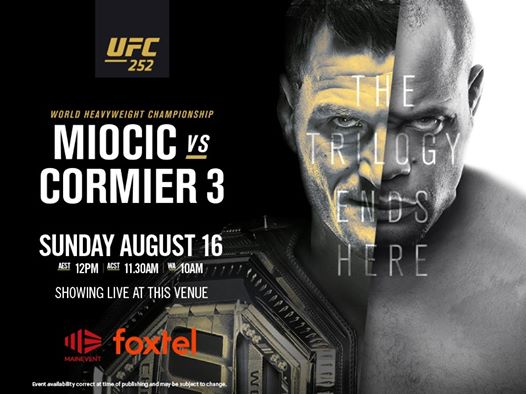 UFC
252
WORLD HEAVYWEIGHT CHAMPIONSHIP
MIOCIC VS
CORMIER 3
SUNDAY AUGUST 16
AEST 12PM | ACST 11.30AM | WA 10AM
SHOWING LIVE AT THIS VENUE
MAINEVENT foxtel
Event availability correct at time of publishing and may be subject to change.
THE
TRILOGY
ENDS
HERE